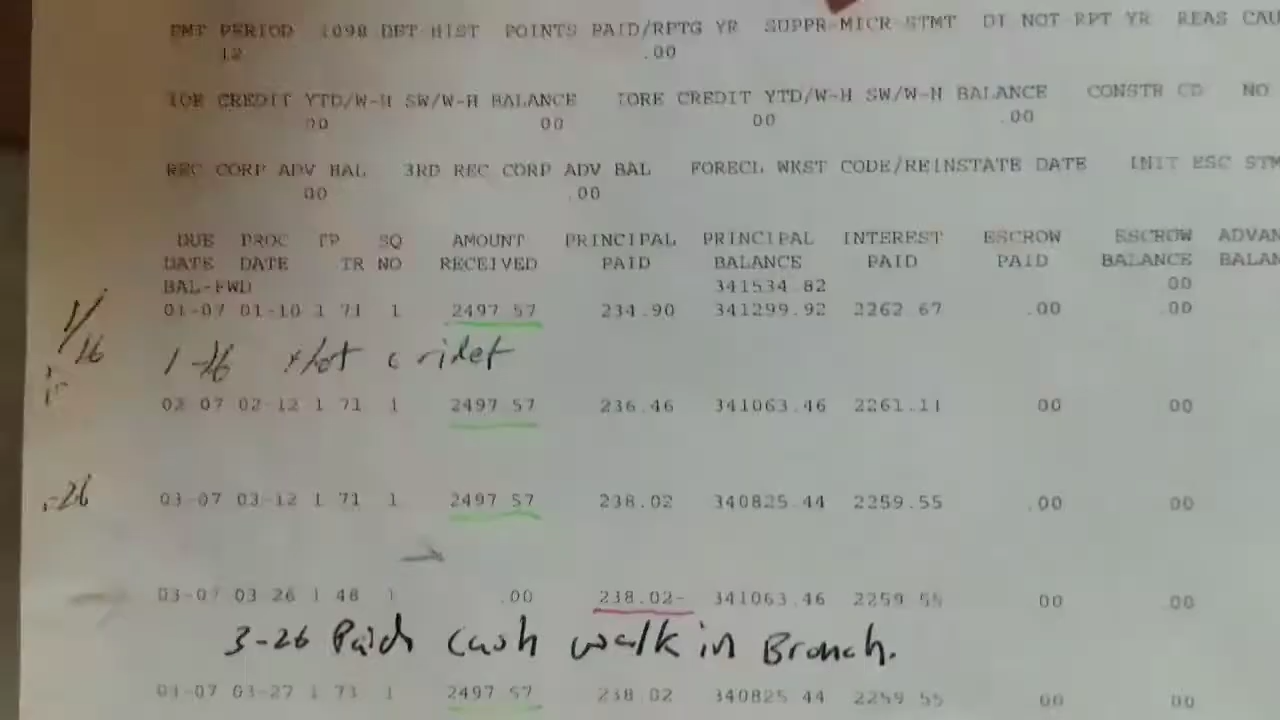 PMT PERIOD 1098 DET HIST POINTS PAID/RPTG YR SUPPR-MICR STMT DI NOT RPT YR REAS CAU
12 .00
IOE CREDIT YTD/W-H SW/W-H BALANCE IORE CREDIT YTD/W-H SW/W-H BALANCE CONSTR CD NO
00 00 00 .00
REC CORP ADV BAL 3RD REC CORP ADV BAL FORECL WKST CODE/REINSTATE DATE INIT ESC STM
00 .00
DUE PROC TP SQ AMOUNT PRINCIPAL PRINCIPAL INTEREST ESCROW ESCROW ADVAN
DATE DATE TR NO RECEIVED PAID BALANCE PAID PAID BALANCE BALAN
BAL-FWD 341534.82 00
01-07 01-10 1 71 1 2497 57 234.90 341299.92 2262 67 .00 .00
1/16
1-26
02 07 02-12 1 71 1 2497 57 236.46 341063.46 2261.11 00 00
-26
03-07 03-12 1 71 1 2497 57 238.02 340825.44 2259.55 .00 00
03-07 03 26 1 48 1 .00 238.02- 341063.46 2259 55 00 .00
3-26 Paid cash walk in Branch.
03-27 1 73 1 2497 57 238 02 340825 44 2259 55 00 00